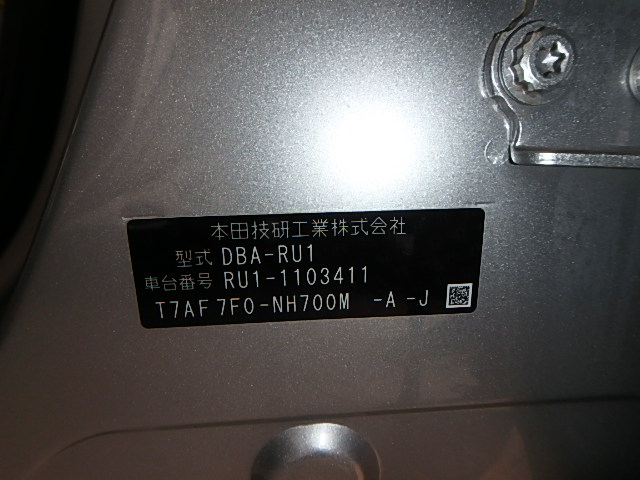 本田技研工業株式会社
型式 DBA-RU1
車台番号 RU1-1103411
T7AF 7F0-NH700M -A -J